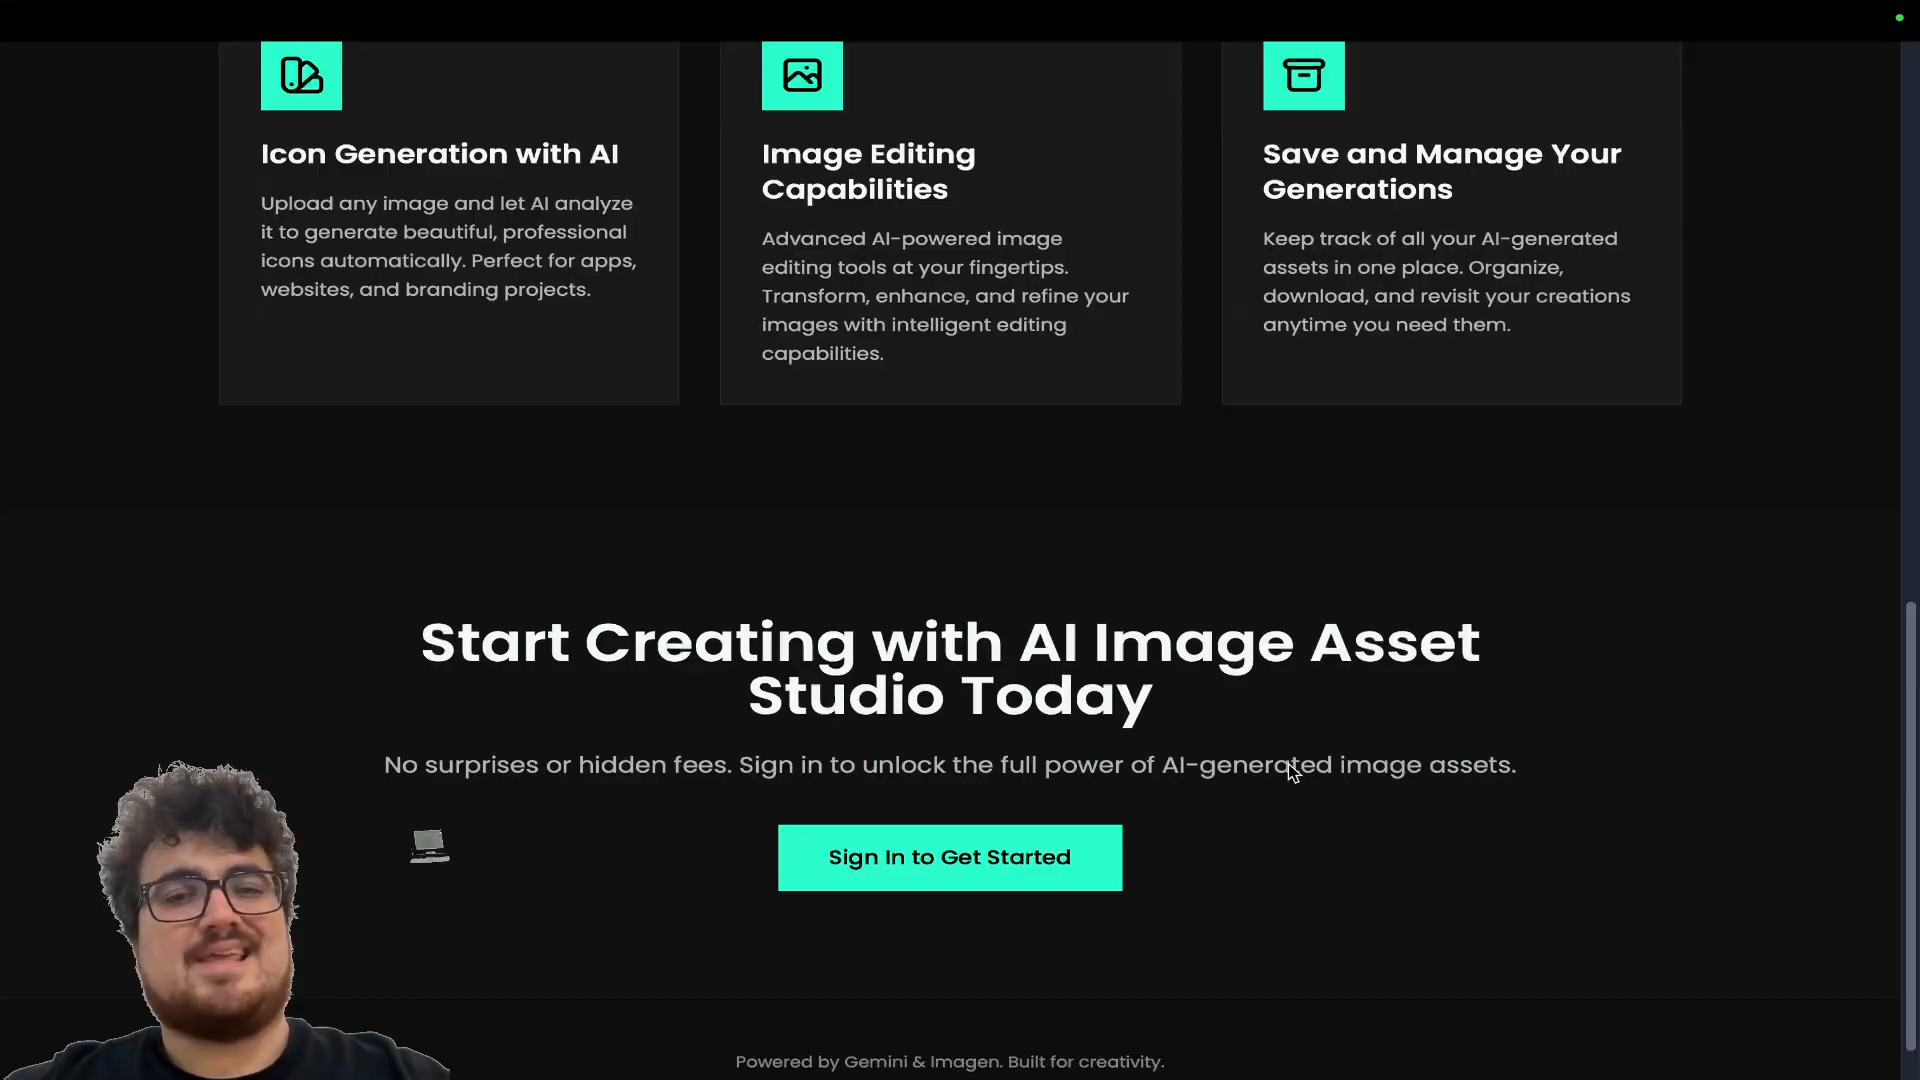 Icon Generation with AI
Upload any image and let AI analyze
it to generate beautiful, professional
icons automatically. Perfect for apps,
websites, and branding projects.
Image Editing
Capabilities
Advanced AI-powered image
editing tools at your fingertips.
Transform, enhance, and refine your
images with intelligent editing
capabilities.
Save and Manage Your
Generations
Keep track of all your AI-generated
assets in one place. Organize,
download, and revisit your creations
anytime you need them.
Start Creating with AI Image Asset
Studio Today
No surprises or hidden fees. Sign in to unlock the full power of AI-generated image assets.
Sign In to Get Started
Powered by Gemini & Imagen. Built for creativity.